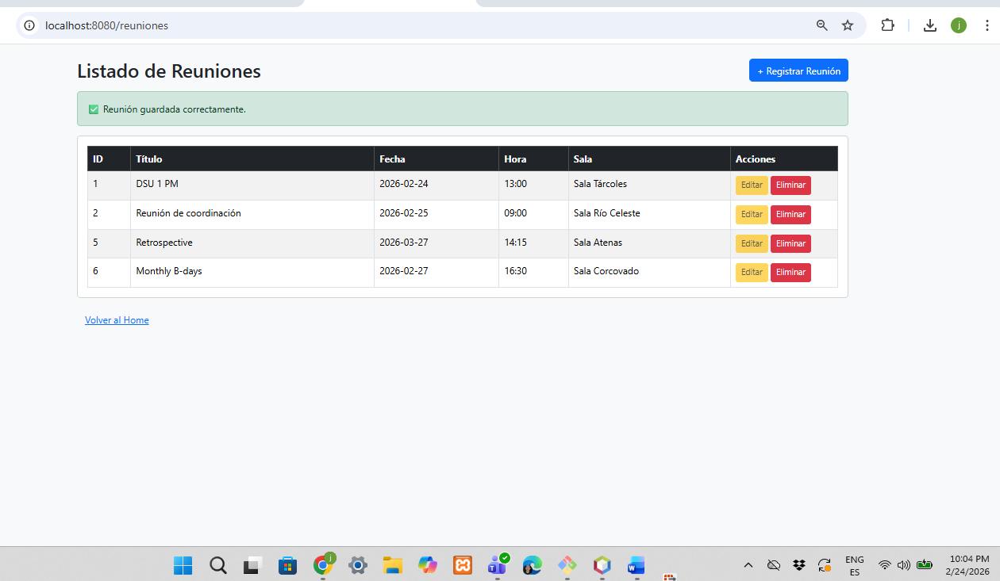 localhost:8080/reuniones
j
Listado de Reuniones
+ Registrar Reunión
✅ Reunión guardada correctamente.
ID Título Fecha Hora Sala Acciones
1 DSU 1 PM 2026-02-24 13:00 Sala Tárcoles Editar Eliminar
2 Reunión de coordinación 2026-02-25 09:00 Sala Río Celeste Editar Eliminar
5 Retrospective 2026-03-27 14:15 Sala Atenas Editar Eliminar
6 Monthly B-days 2026-02-27 16:30 Sala Corcovado Editar Eliminar
Volver al Home
j
T
W
ENG
ES
10:04 PM
2/24/2026